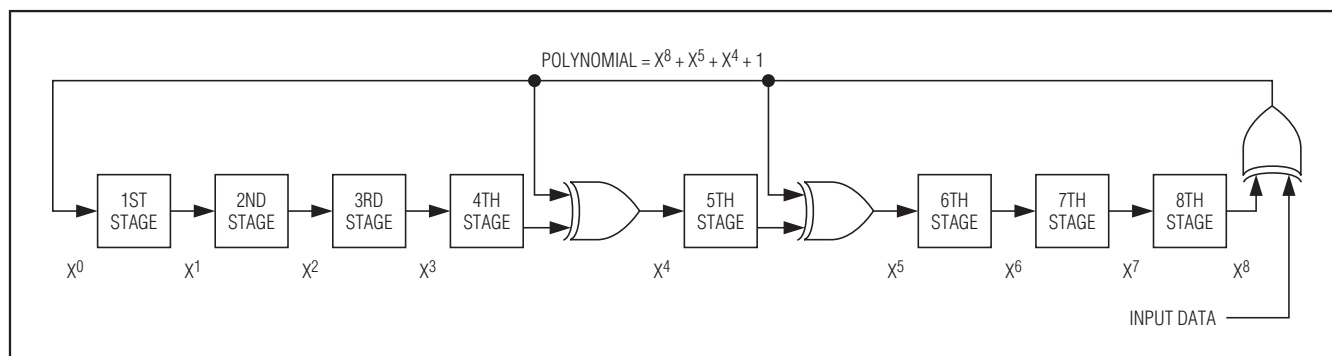 POLYNOMIAL = X⁸ + X⁵ + X⁴ + 1
1ST
STAGE
2ND
STAGE
3RD
STAGE
4TH
STAGE
5TH
STAGE
6TH
STAGE
7TH
STAGE
8TH
STAGE
X⁰
X¹
X²
X³
X⁴
X⁵
X⁶
X⁷
X⁸
INPUT DATA